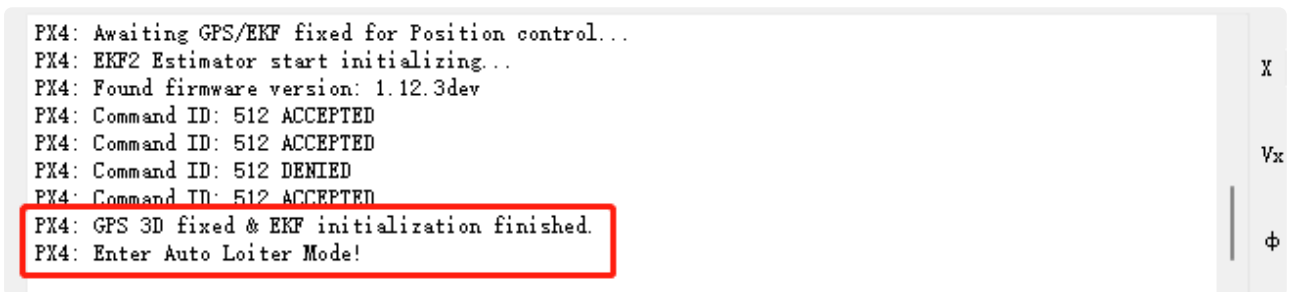 PX4: Awaiting GPS/EKF fixed for Position control...
PX4: EKF2 Estimator start initializing...
PX4: Found firmware version: 1.12.3dev
PX4: Command ID: 512 ACCEPTED
PX4: Command ID: 512 ACCEPTED
PX4: Command ID: 512 DENIED
PX4: Command ID: 512 ACCEPTED
PX4: GPS 3D fixed & EKF initialization finished.
PX4: Enter Auto Loiter Mode!
X
Vx
ф